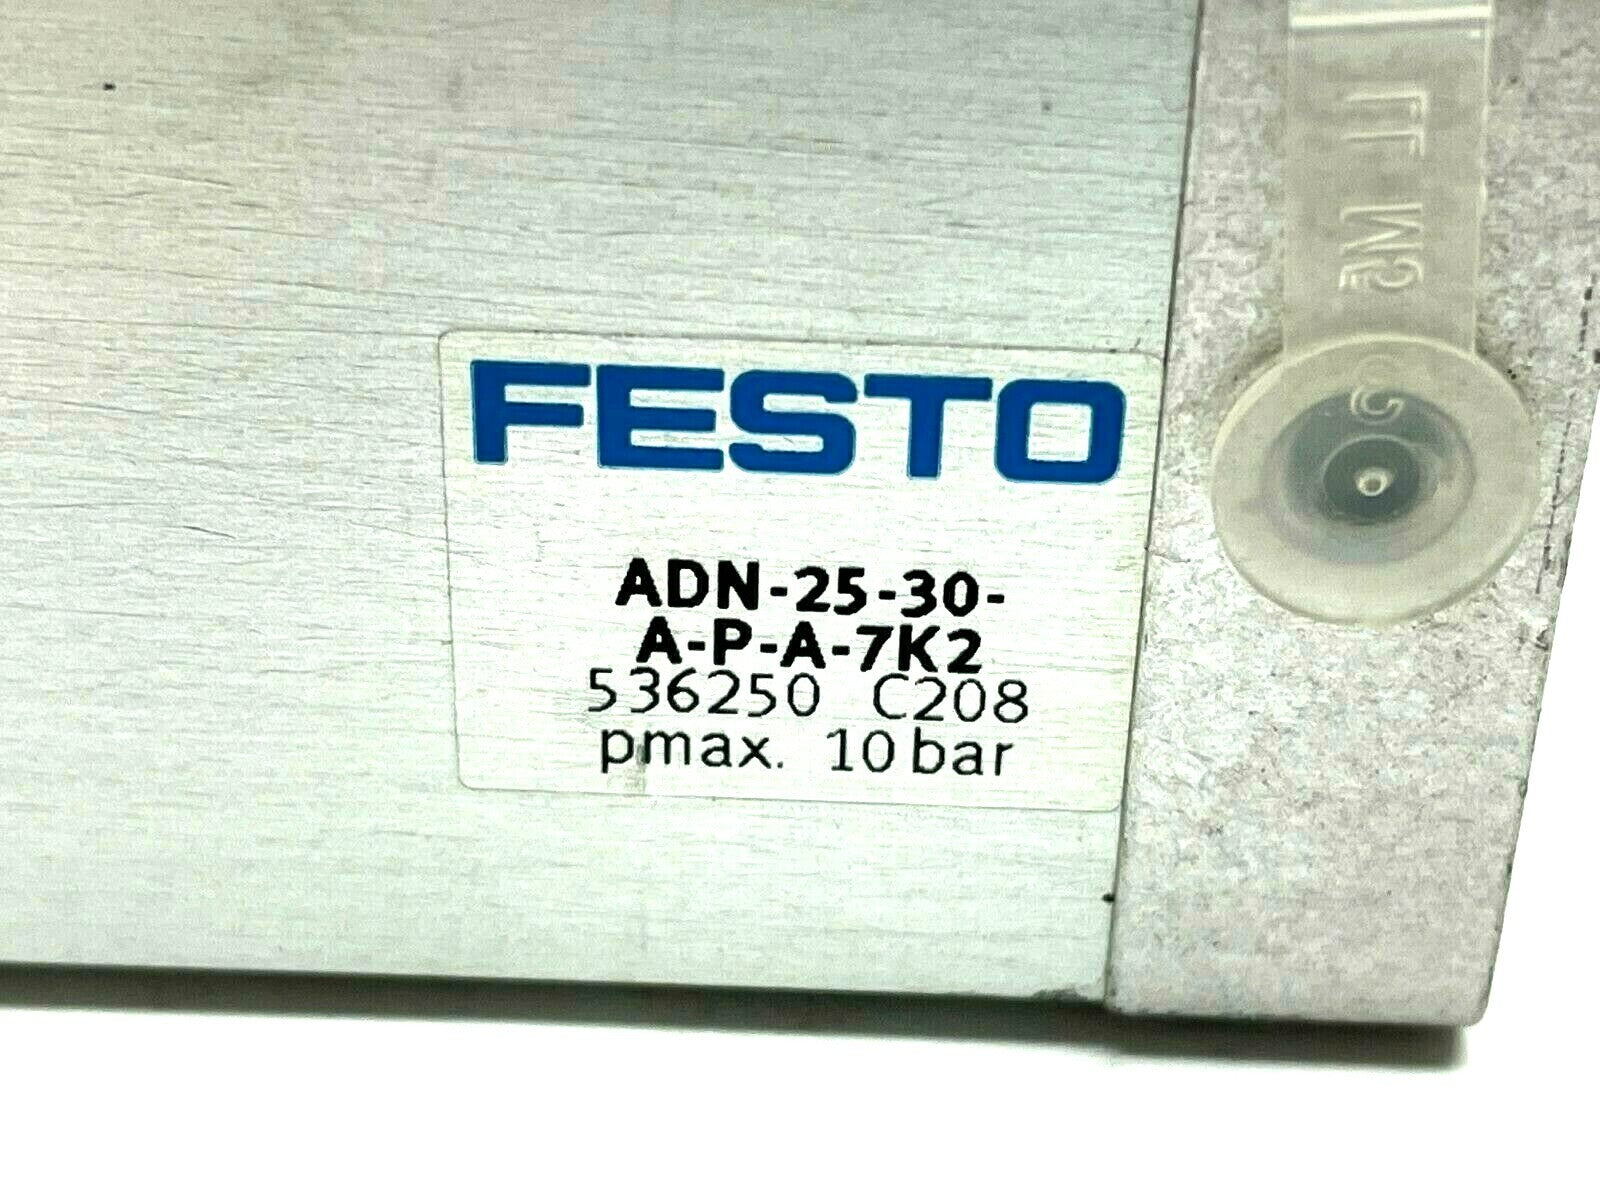 FESTO
ADN-25-30-
A-P-A-7K2
536250 C208
pmax. 10 bar